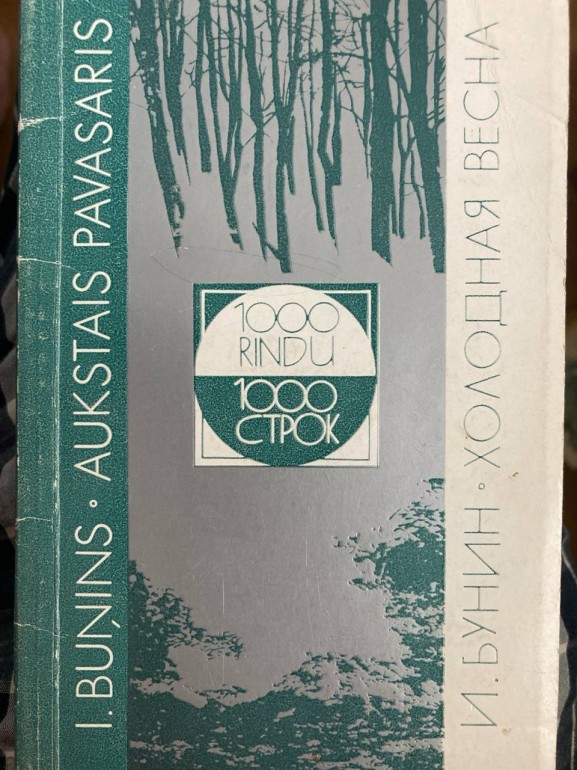 I. BUŅINS · AUKSTAIS PAVASARIS
1000
RINDU
1000
СТРОК
И. БУНИН · ХОЛОДНАЯ ВЕСНА